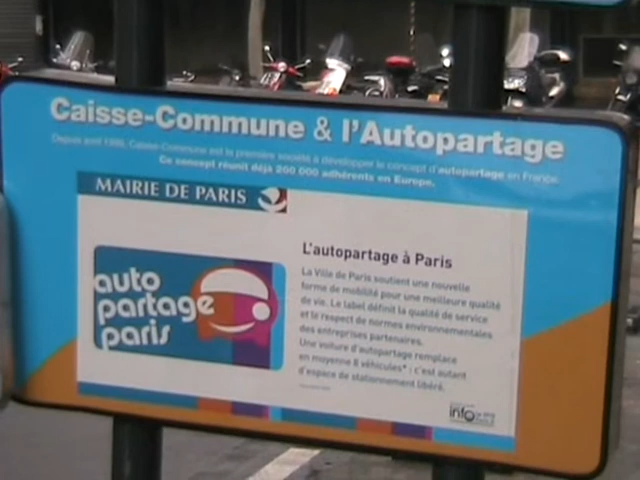 Caisse-Commune & l'Autopartage
Depuis avril 1999, Caisse-Commune est la première société à développer le concept d'autopartage en France.
Ce concept réunit déjà 200 000 adhérents en Europe.
MAIRIE DE PARIS
auto
partage
paris
L'autopartage à Paris
La Ville de Paris soutient une nouvelle
forme de mobilité pour une meilleure qualité
de vie. Le label définit la qualité de service
et le respect de normes environnementales
des entreprises partenaires.
Une voiture d'autopartage remplace
en moyenne 8 véhicules* : c'est autant
d'espace de stationnement libéré.
info